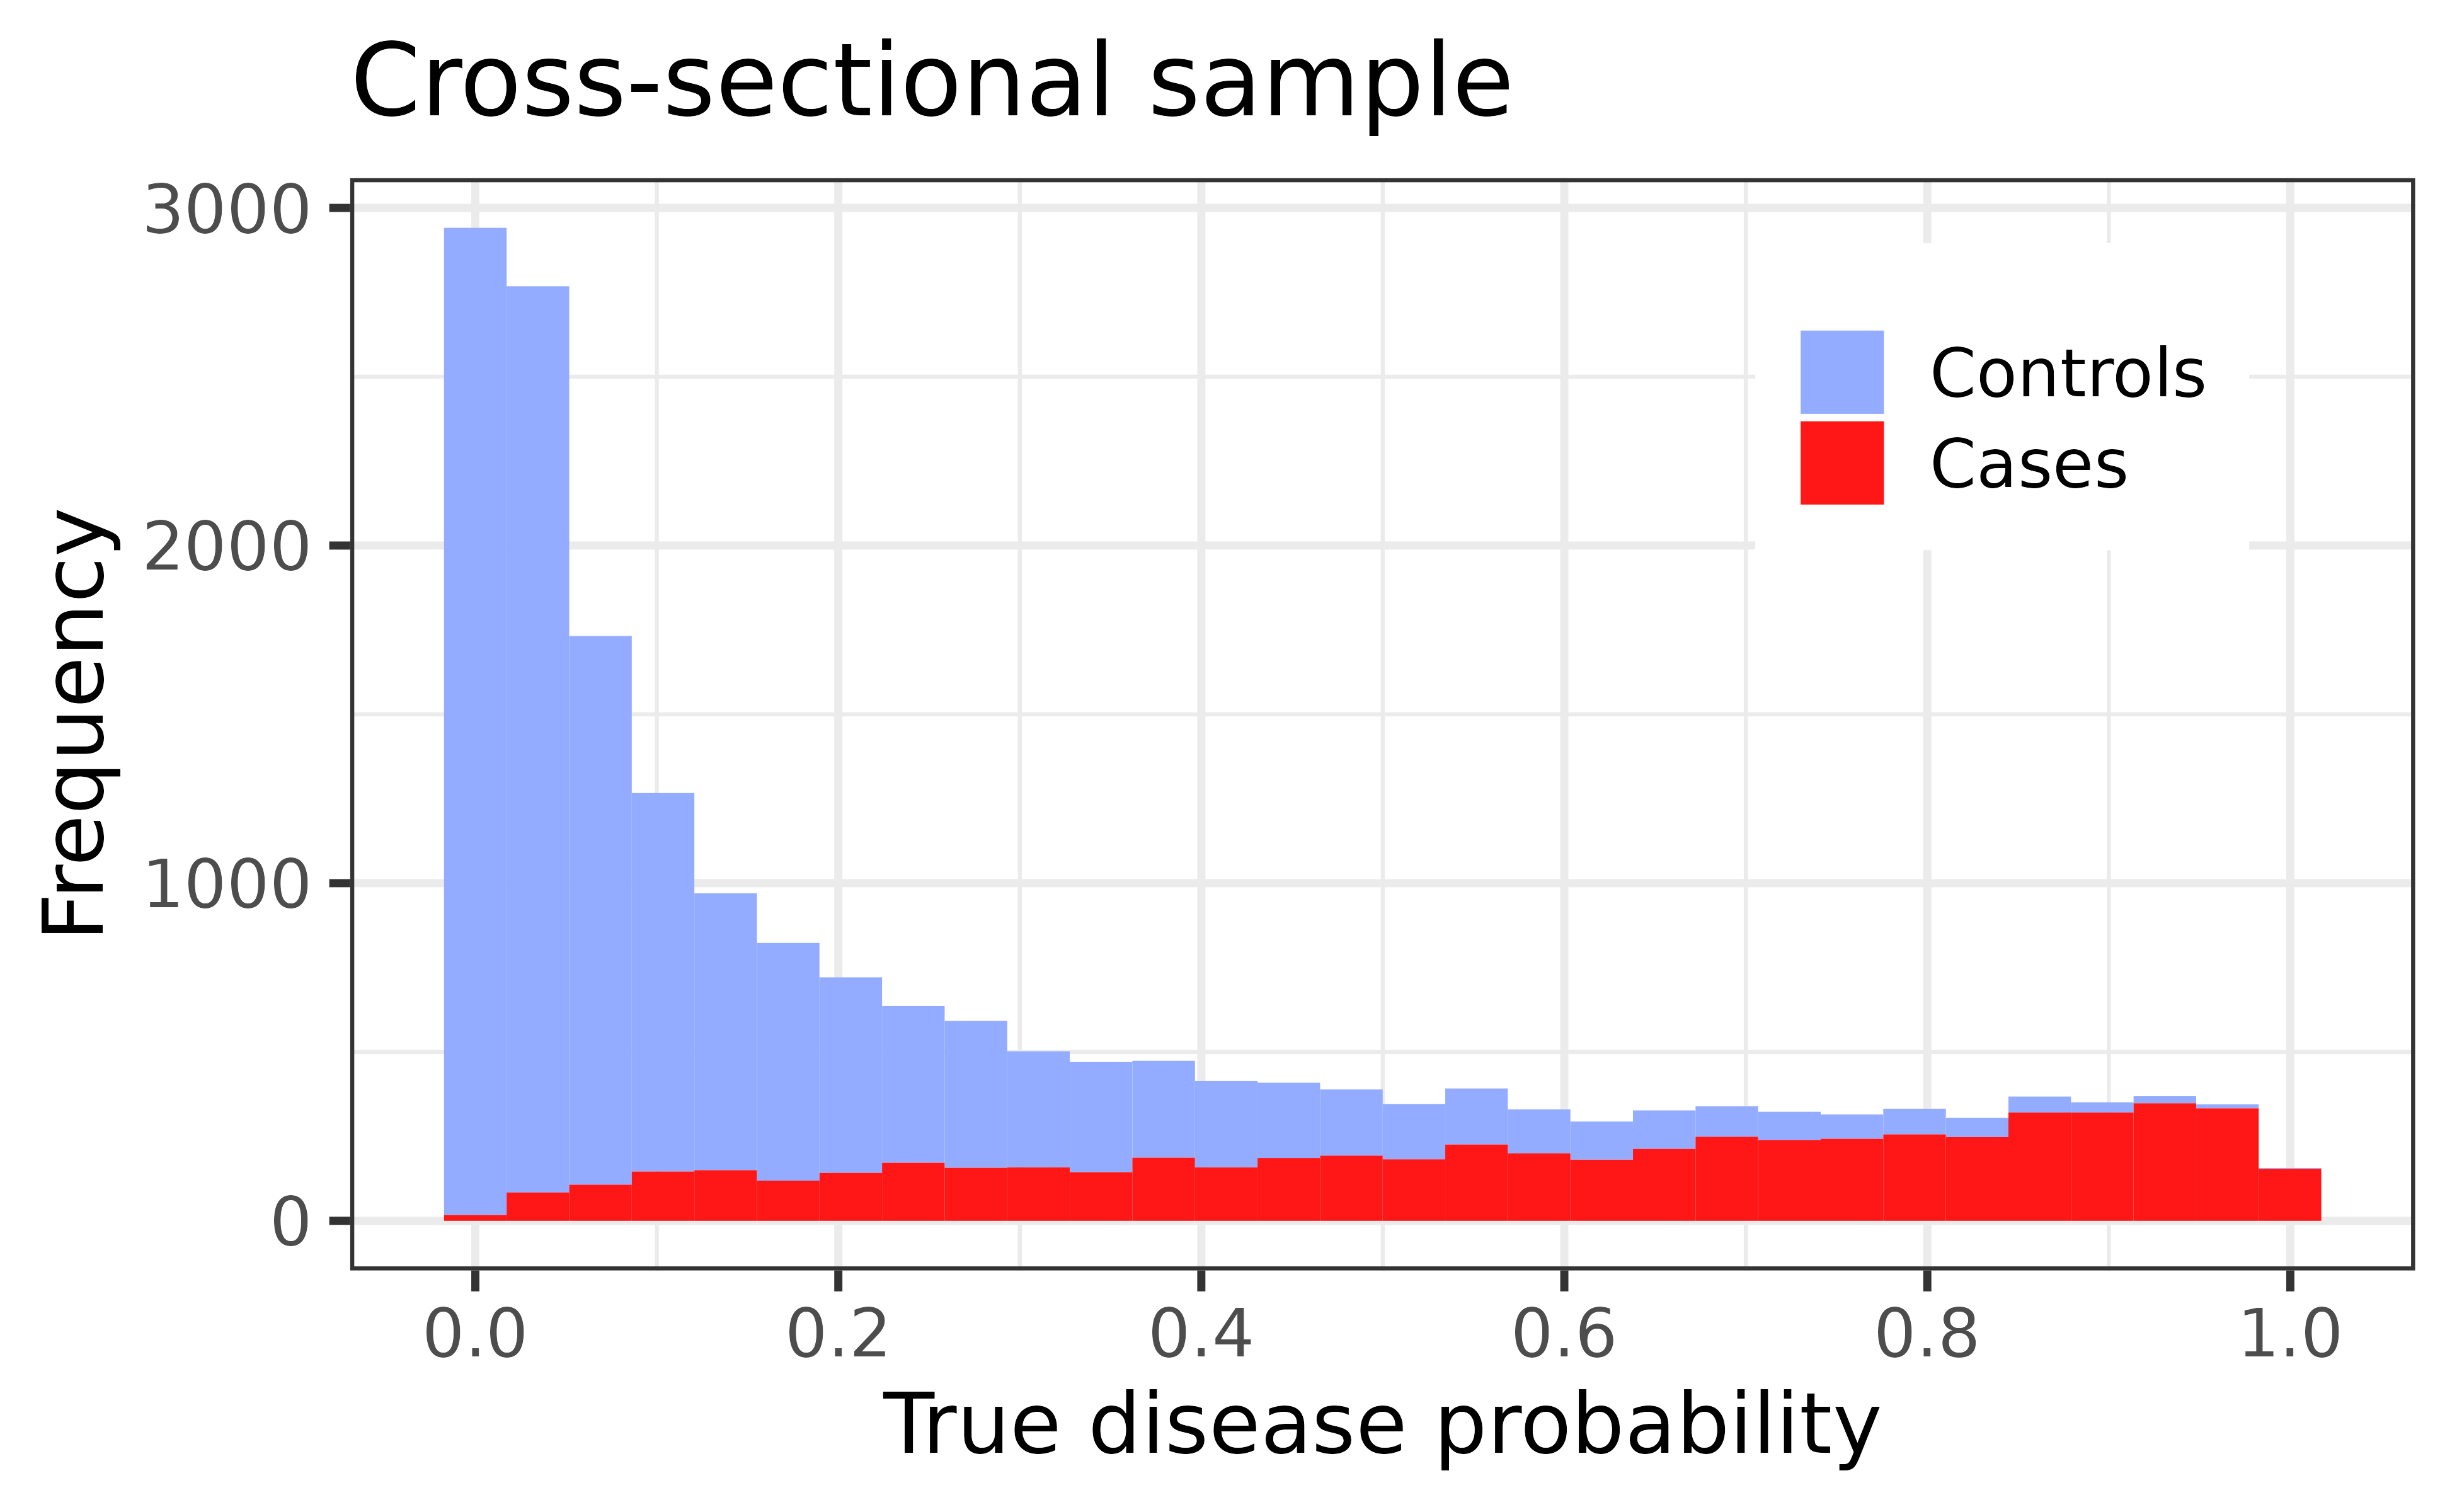 Cross-sectional sample
3000
2000
1000
0
Frequency
Controls
Cases
0.0 0.2 0.4 0.6 0.8 1.0
True disease probability